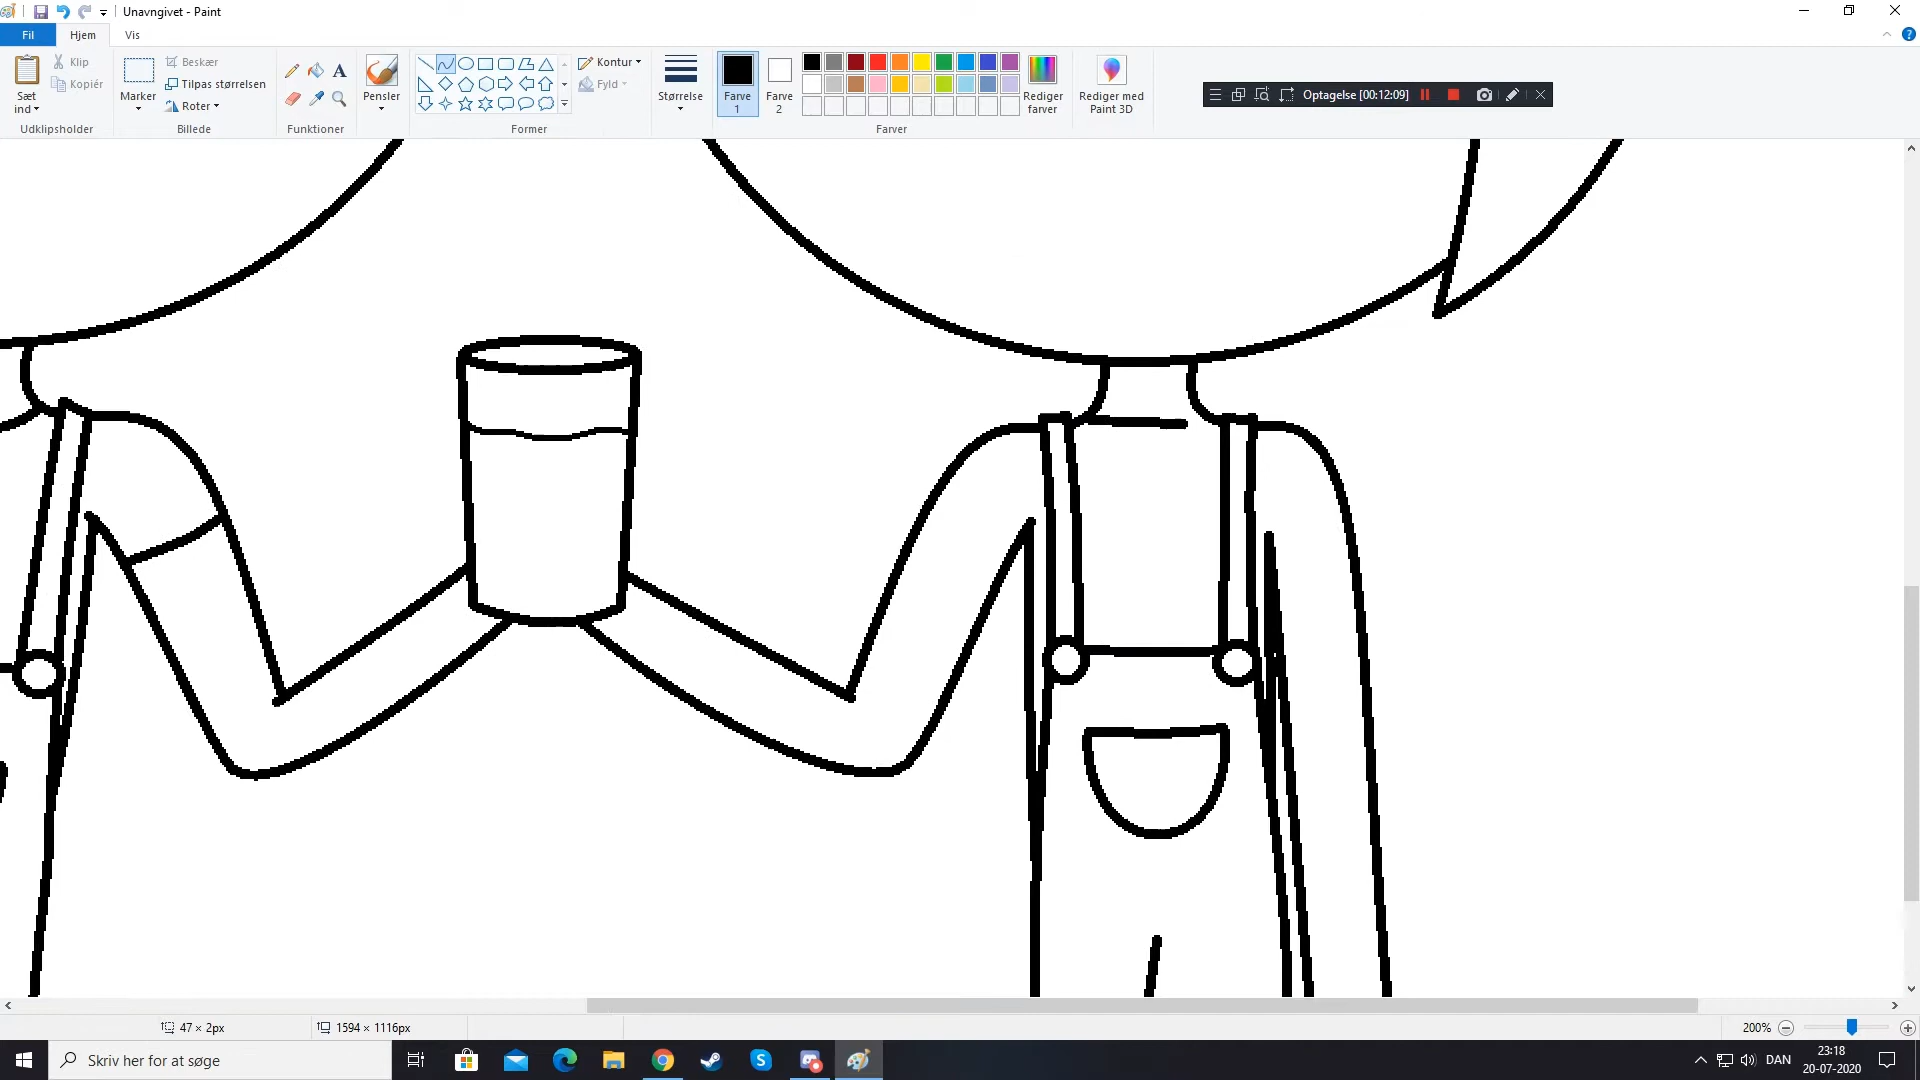 Unavngivet - Paint
Fil Hjem Vis
Sæt ind
Klip
Kopiér
Udklipsholder
Marker
Beskær
Tilpas størrelsen
Roter
Billede
A
Funktioner
Pensler
Former
Kontur
Fyld
Størrelse
Farve 1
Farve 2
Farver
Rediger farver
Rediger med Paint 3D
Optagelse [00:12:09]
47 × 2px
1594 × 1116px
200%
Skriv her for at søge
DAN
23:18
20-07-2020